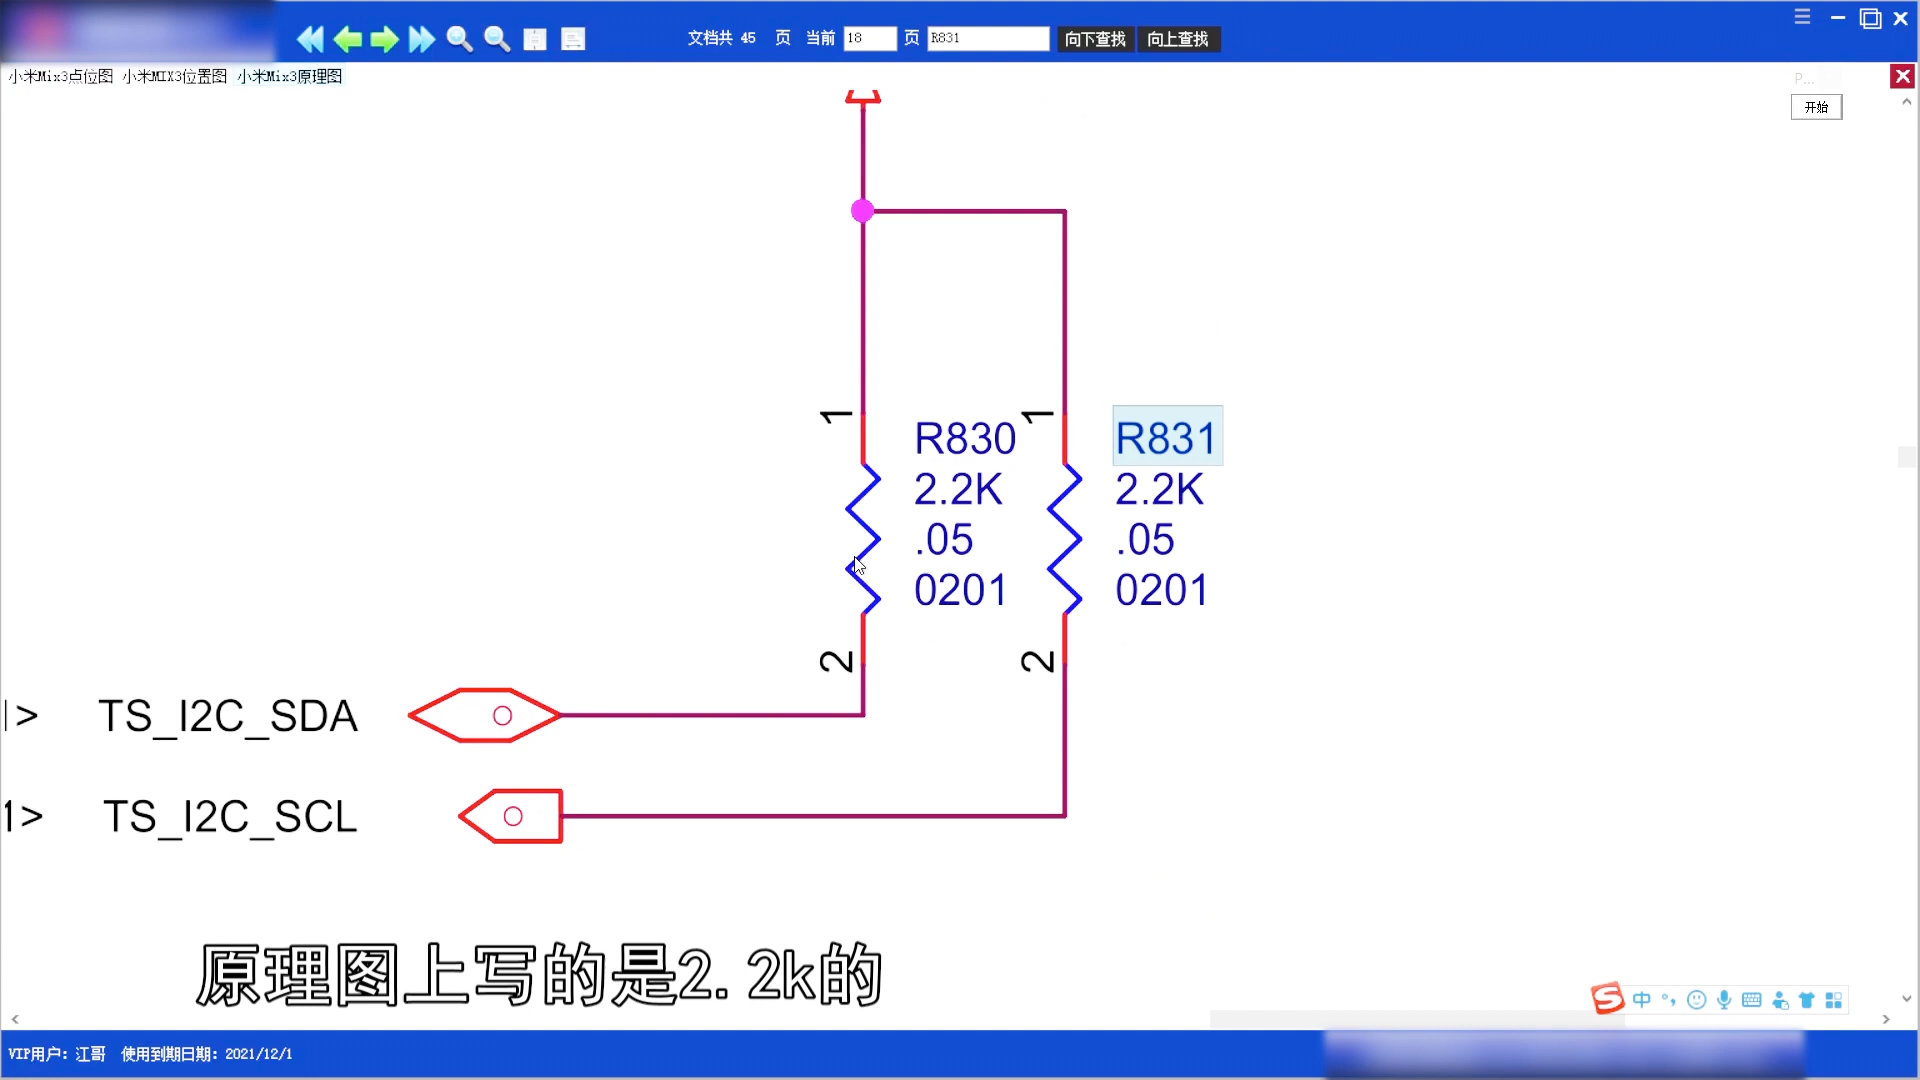 文档共 45 页 当前 18 页 R831 向下查找 向上查找
小米Mix3点位图 小米MIX3位置图 小米Mix3原理图
P...
开始
1
1
R830
2.2K
.05
0201
R831
2.2K
.05
0201
2
2
> TS_I2C_SDA
1> TS_I2C_SCL
原理图上写的是2.2k的
中
VIP用户：江哥 使用到期日期：2021/12/1